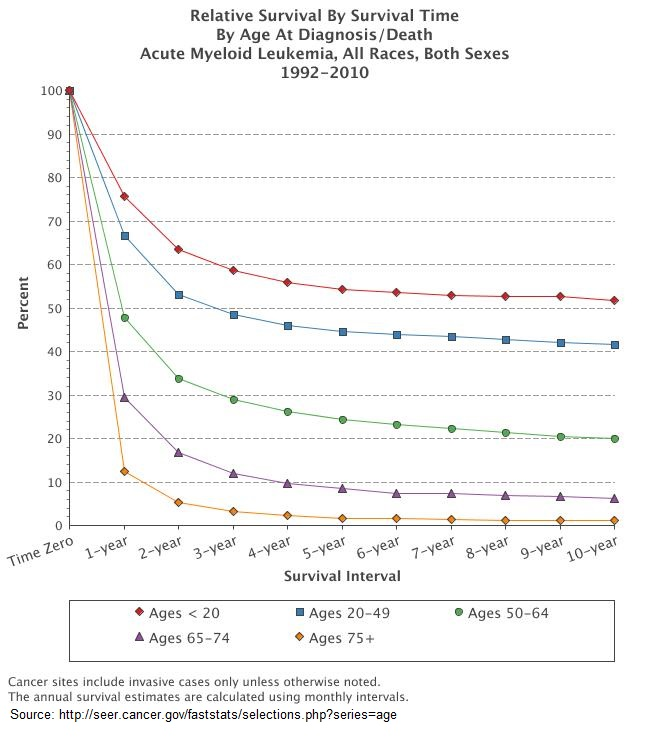 Relative Survival By Survival Time
By Age At Diagnosis/Death
Acute Myeloid Leukemia, All Races, Both Sexes
1992-2010
100
90
80
70
60
50
40
30
20
10
0
Percent
Time Zero 1-year 2-year 3-year 4-year 5-year 6-year 7-year 8-year 9-year 10-year
Survival Interval
Ages < 20 Ages 20-49 Ages 50-64
Ages 65-74 Ages 75+
Cancer sites include invasive cases only unless otherwise noted.
The annual survival estimates are calculated using monthly intervals.
Source: http://seer.cancer.gov/faststats/selections.php?series=age